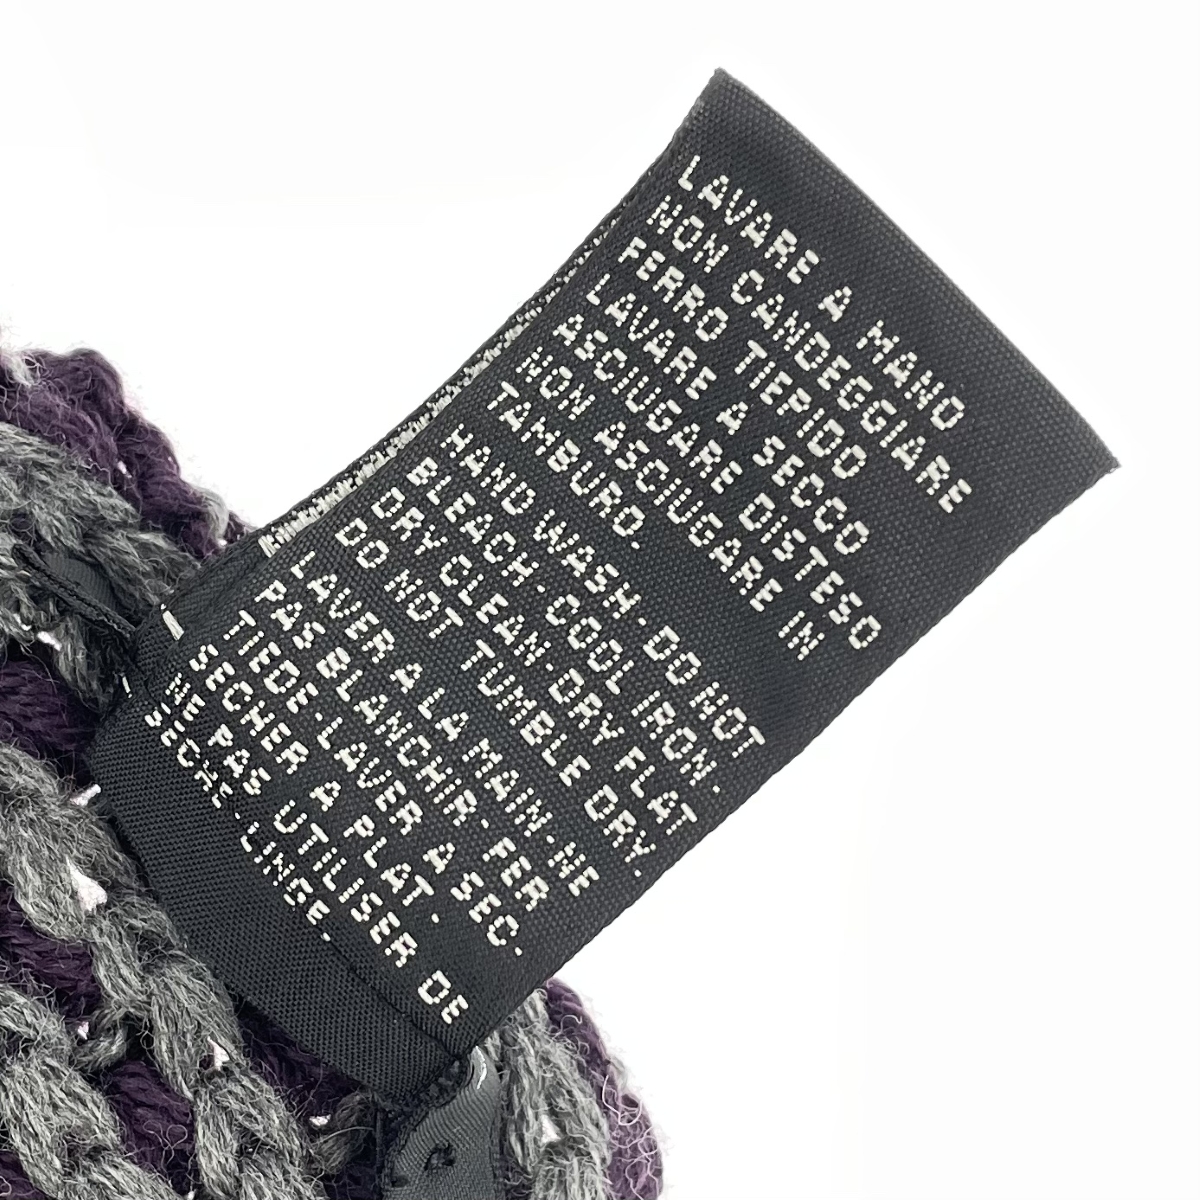 LAVARE A MANO
NON CANDEGGIARE
FERRO TIEPIDO
LAVARE A SECCO
ASCIUGARE DISTESO
NON ASCIUGARE IN
TAMBURO.
HAND WASH-DO NOT
BLEACH-COOL IRON-
DRY CLEAN-DRY FLAT
DO NOT TUMBLE DRY.
LAVER A LA MAIN-NE
PAS BLANCHIR-FER
TIEDE-LAVER A SEC-
SECHER A PLAT-
NE PAS UTILISER DE
SECHE-LINGE.